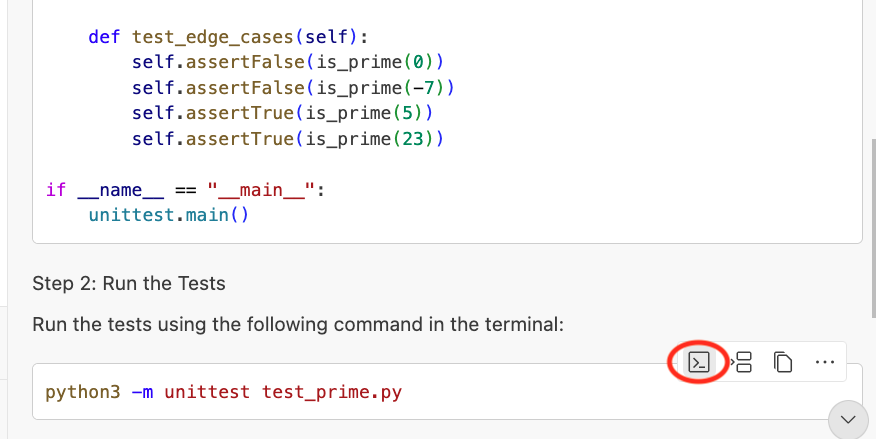 def test_edge_cases(self):
        self.assertFalse(is_prime(0))
        self.assertFalse(is_prime(-7))
        self.assertTrue(is_prime(5))
        self.assertTrue(is_prime(23))
if __name__ == "__main__":
    unittest.main()
Step 2: Run the Tests
Run the tests using the following command in the terminal:
python3 -m unittest test_prime.py